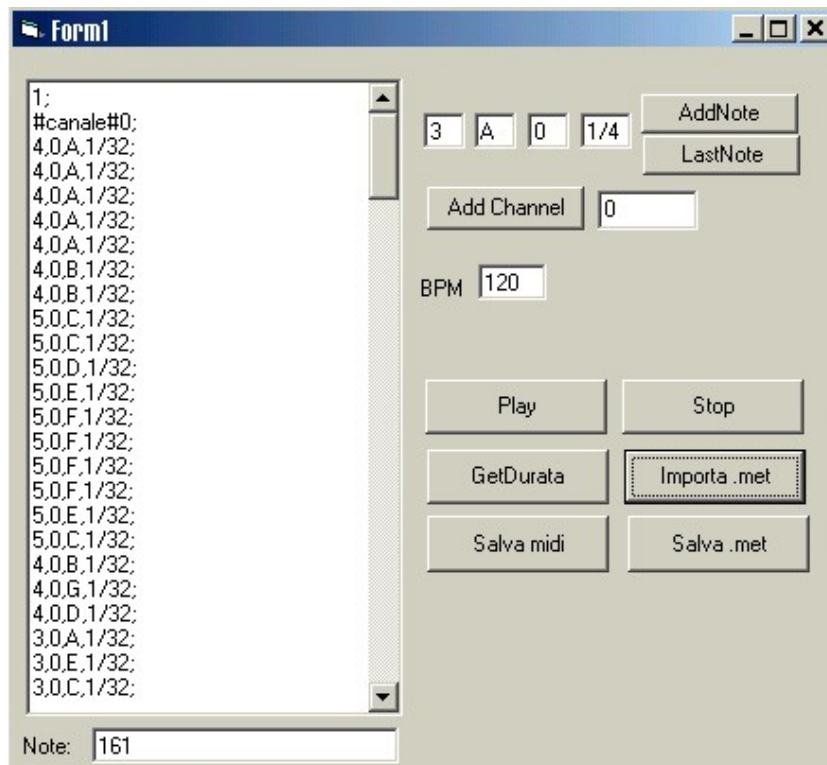 Form1
1;
#canale#0;
4,0,A,1/32;
4,0,A,1/32;
4,0,A,1/32;
4,0,A,1/32;
4,0,A,1/32;
4,0,B,1/32;
4,0,B,1/32;
5,0,C,1/32;
5,0,C,1/32;
5,0,D,1/32;
5,0,E,1/32;
5,0,F,1/32;
5,0,F,1/32;
5,0,F,1/32;
5,0,F,1/32;
5,0,E,1/32;
5,0,C,1/32;
4,0,B,1/32;
4,0,G,1/32;
4,0,D,1/32;
3,0,A,1/32;
3,0,E,1/32;
3,0,C,1/32;
Note: 161
3 A 0 1/4
AddNote
LastNote
Add Channel 0
BPM 120
Play Stop
GetDurata Importa .met
Salva midi Salva .met